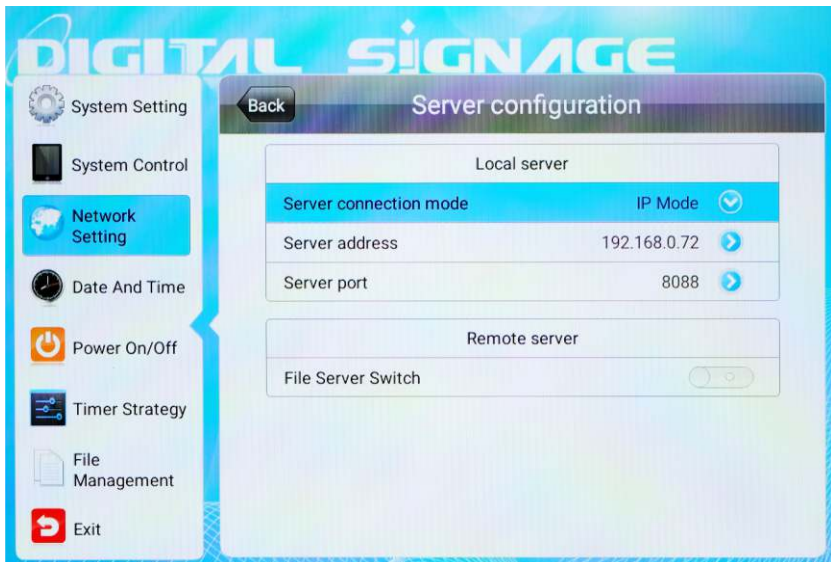 DIGITAL SiGNAGE
System Setting
System Control
Network
Setting
Date And Time
Power On/Off
Timer Strategy
File
Management
Exit
Back
Server configuration
Local server
Server connection mode IP Mode
Server address 192.168.0.72
Server port 8088
Remote server
File Server Switch